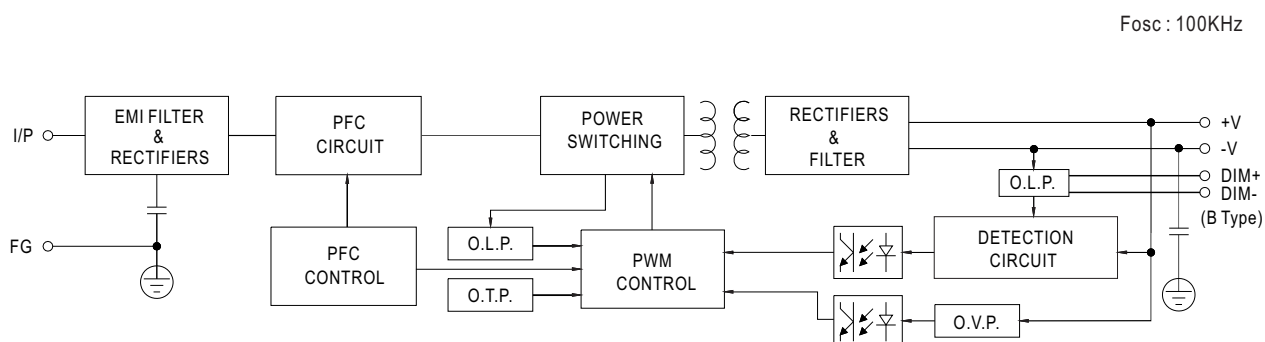 Fosc : 100KHz
I/P
EMI FILTER
&
RECTIFIERS
PFC
CIRCUIT
POWER
SWITCHING
RECTIFIERS
&
FILTER
+V
-V
O.L.P.
DIM+
DIM-
(B Type)
FG
PFC
CONTROL
O.L.P.
O.T.P.
PWM
CONTROL
DETECTION
CIRCUIT
O.V.P.